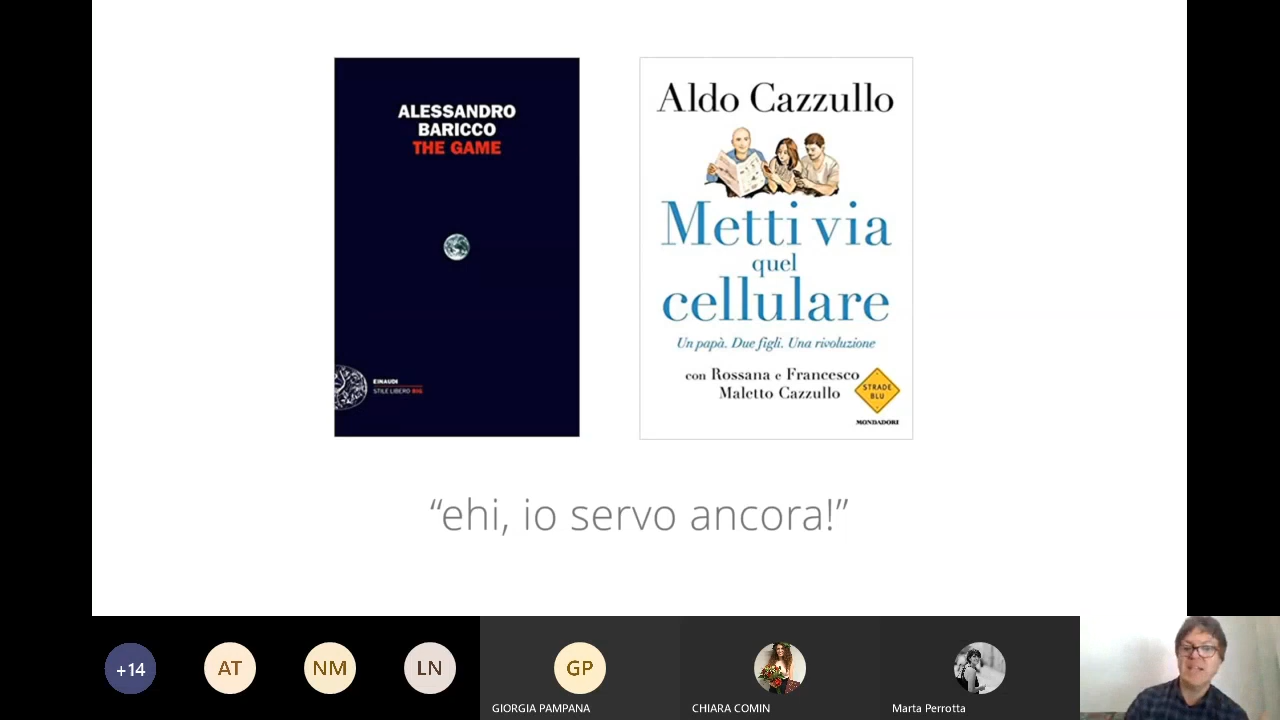 ALESSANDRO
BARICCO
THE GAME
EINAUDI
STILE LIBERO BIG
Aldo Cazzullo
Metti via
quel
cellulare
Un papà. Due figli. Una rivoluzione
con Rossana e Francesco
Maletto Cazzullo
STRADE
BLU
MONDADORI
“ehi, io servo ancora!”
+14
AT
NM
LN
GP
GIORGIA PAMPANA
CHIARA COMIN
Marta Perrotta